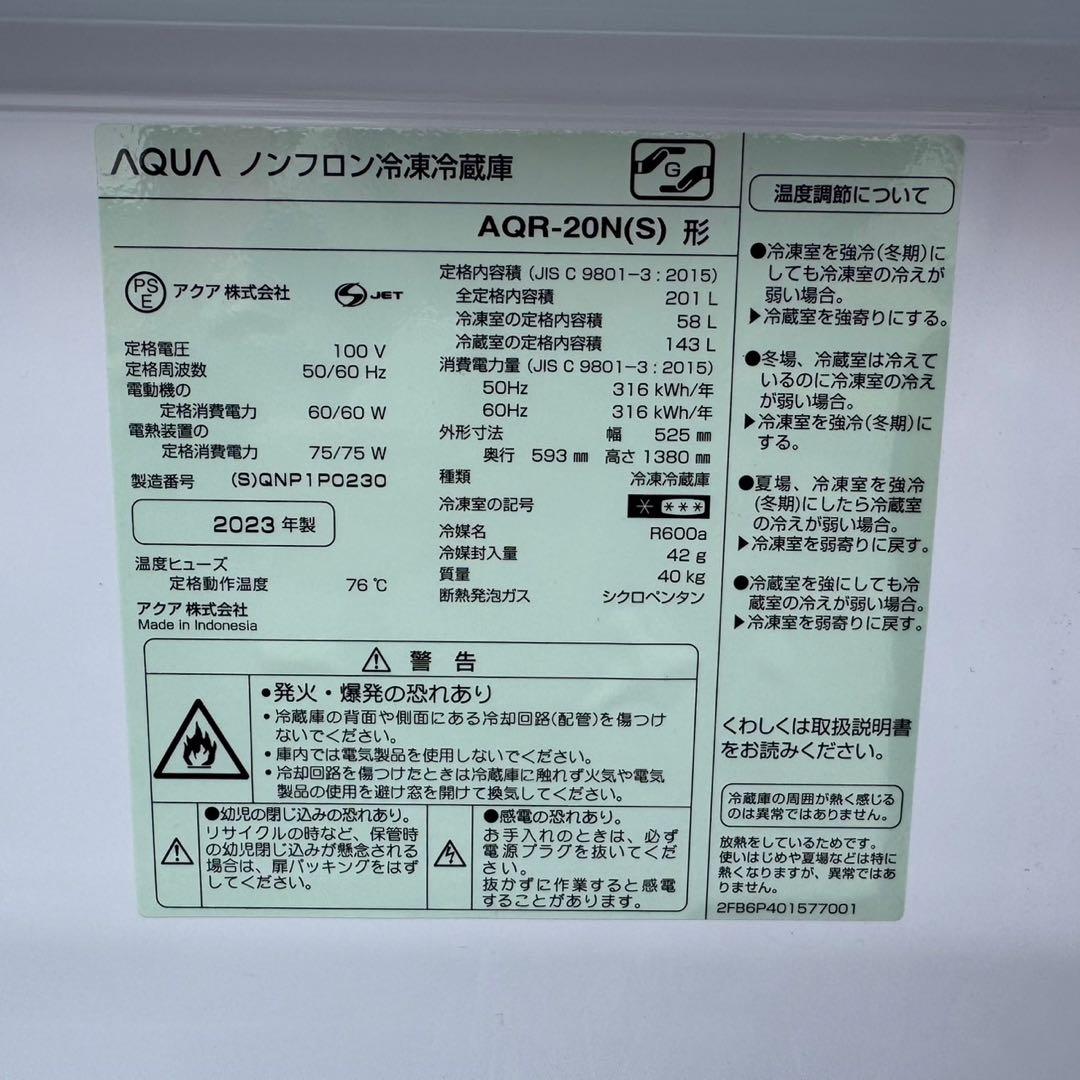 AQUA ノンフロン冷凍冷蔵庫
G
AQR-20N(S) 形
PS
E
アクア 株式会社
S JET
定格電圧 100 V
定格周波数 50/60 Hz
電動機の
定格消費電力 60/60 W
電熱装置の
定格消費電力 75/75 W
製造番号 (S)QNP1P0230
2023 年製
温度ヒューズ
定格動作温度 76 ℃
アクア 株式会社
Made in Indonesia
定格内容積 (JIS C 9801-3 : 2015)
全定格内容積 201 L
冷凍室の定格内容積 58 L
冷蔵室の定格内容積 143 L
消費電力量 (JIS C 9801-3 : 2015)
50Hz 316 kWh/年
60Hz 316 kWh/年
外形寸法 幅 525 ㎜
奥行 593 ㎜ 高さ 1380 ㎜
種類 冷凍冷蔵庫
冷凍室の記号 * ***
冷媒名 R600a
冷媒封入量 42 g
質量 40 kg
断熱発泡ガス シクロペンタン
⚠ 警 告
●発火・爆発の恐れあり
・冷蔵庫の背面や側面にある冷却回路(配管)を傷つけ
ないでください。
・庫内では電気製品を使用しないでください。
・冷却回路を傷つけたときは冷蔵庫に触れず火気や電気
製品の使用を避け窓を開けて換気してください。
●幼児の閉じ込みの恐れあり。
リサイクルの時など、保管時
の幼児閉じ込みが懸念される
場合は、扉パッキングをはず
してください。
●感電の恐れあり。
お手入れのときは、必ず
電源プラグを抜いてくださ
い。
抜かずに作業すると感電
することがあります。
温度調節について
●冷凍室を強冷(冬期)に
しても冷凍室の冷えが
弱い場合。
▶冷蔵室を強寄りにする。
●冬場、冷蔵室は冷えて
いるのに冷凍室の冷え
が弱い場合。
▶冷凍室を強冷(冬期)に
する。
●夏場、冷凍室を強冷
(冬期)にしたら冷蔵室
の冷えが弱い場合。
▶冷凍室を弱寄りに戻す。
●冷蔵室を強にしても冷
蔵室の冷えが弱い場合。
▶冷凍室を弱寄りに戻す。
くわしくは取扱説明書
をお読みください。
冷蔵庫の周囲が熱く感じる
のは異常ではありません。
放熱をしているためです。
使いはじめや夏場などは特に
熱くなりますが、異常ではあ
りません。
2FB6P401577001